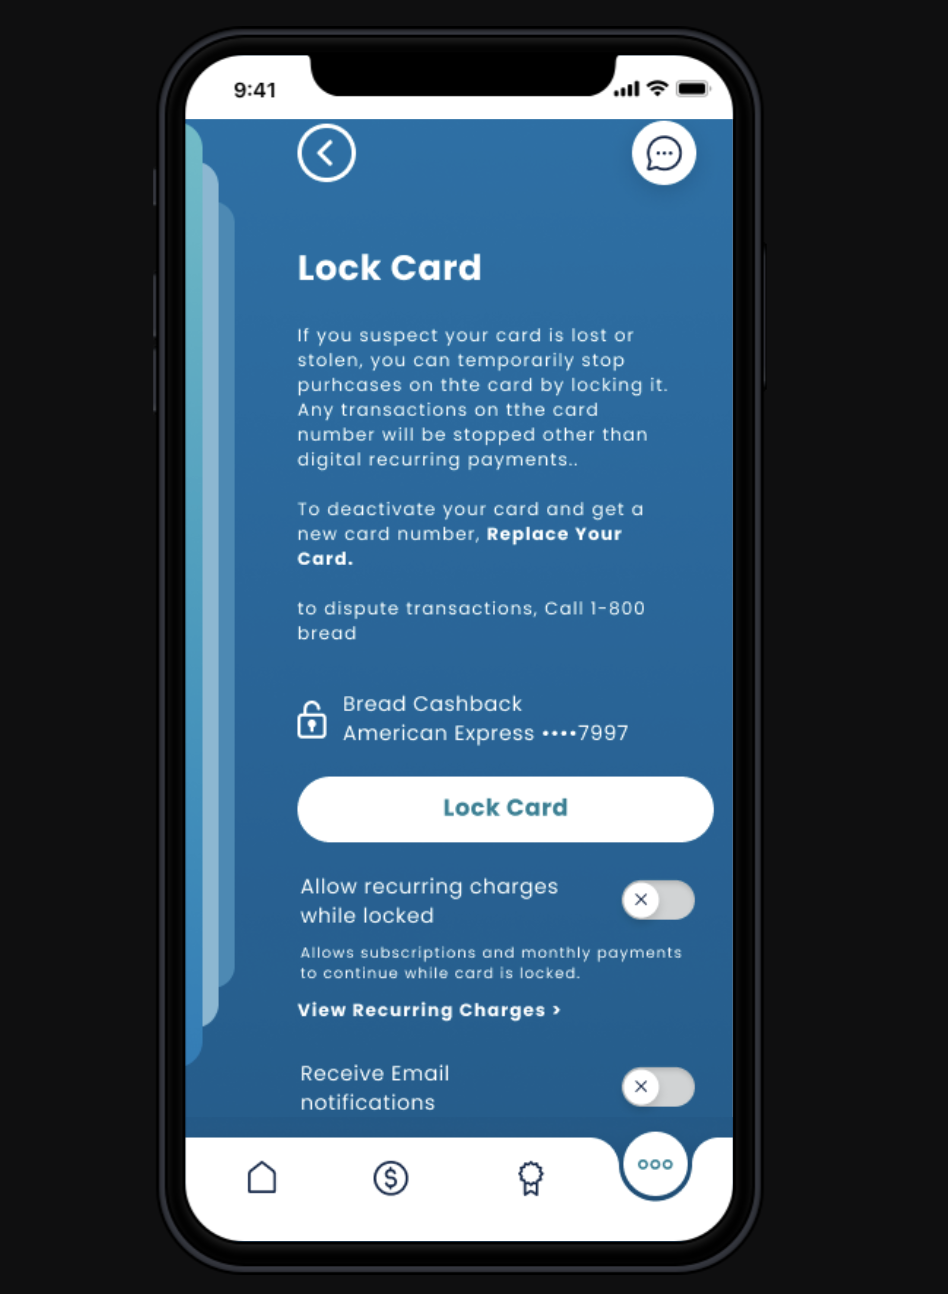 9:41
Lock Card
If you suspect your card is lost or
stolen, you can temporarily stop
purhcases on thte card by locking it.
Any transactions on tthe card
number will be stopped other than
digital recurring payments..
To deactivate your card and get a
new card number, Replace Your
Card.
to dispute transactions, Call 1-800
bread
Bread Cashback
American Express ••••7997
Lock Card
Allow recurring charges
while locked
Allows subscriptions and monthly payments
to continue while card is locked.
View Recurring Charges >
Receive Email
notifications